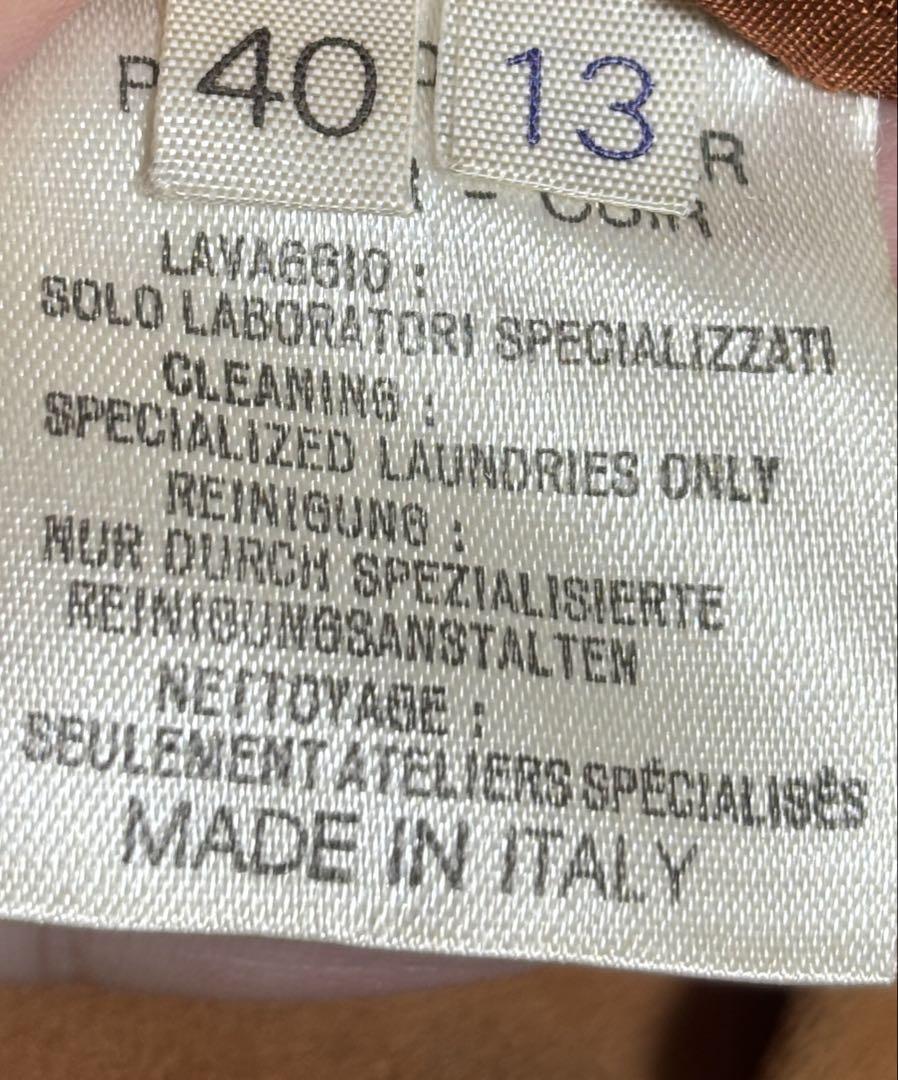 40 13
LAVAGGIO :
SOLO LABORATORI SPECIALIZZATI
CLEANING :
SPECIALIZED LAUNDRIES ONLY
REINIGUNG :
NUR DURCH SPEZIALISIERTE
REINIGUNGSANSTALTEN
NETTOYAGE :
SEULEMENT ATELIERS SPÉCIALISÉS
MADE IN ITALY